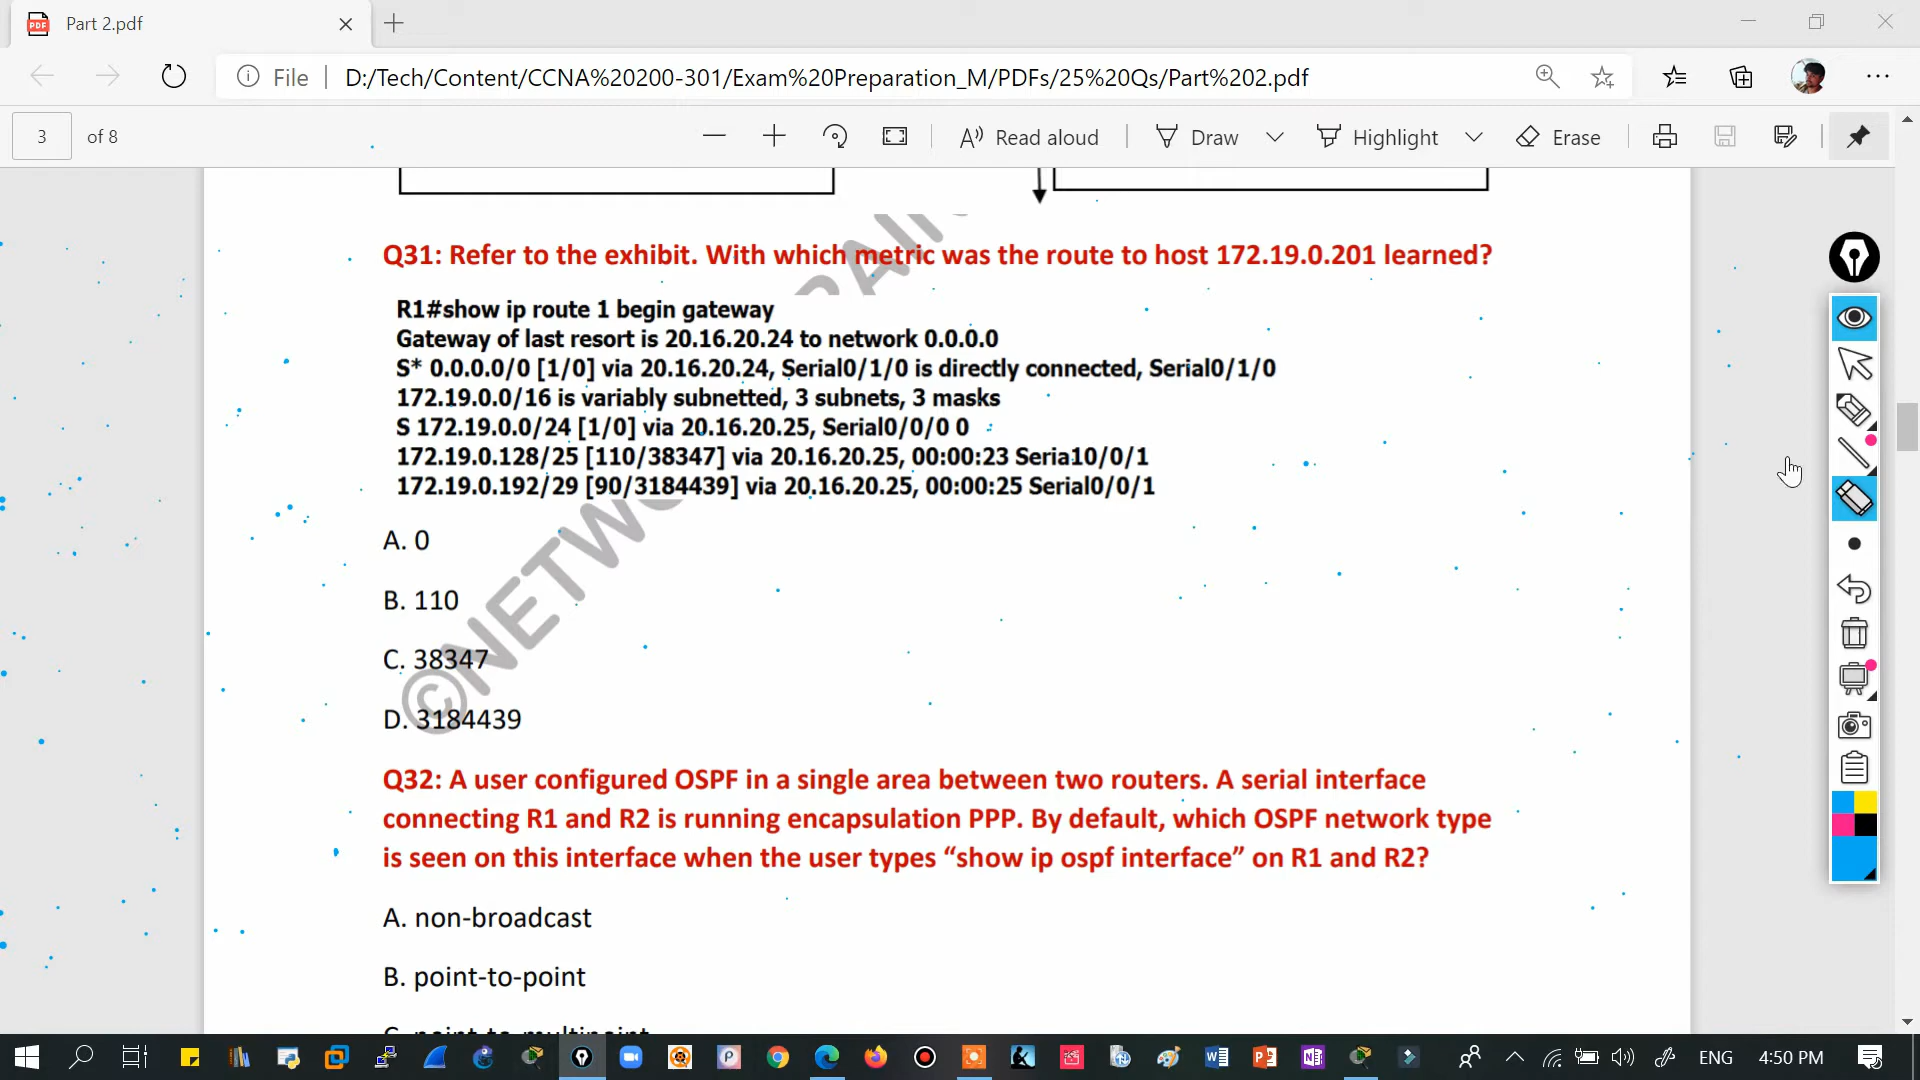 Part 2.pdf
File
D:/Tech/Content/CCNA%20200-301/Exam%20Preparation_M/PDFs/25%20Qs/Part%202.pdf
3 of 8
Read aloud
Draw
Highlight
Erase
Q31: Refer to the exhibit. With which metric was the route to host 172.19.0.201 learned?
R1#show ip route 1 begin gateway
Gateway of last resort is 20.16.20.24 to network 0.0.0.0
S* 0.0.0.0/0 [1/0] via 20.16.20.24, Serial0/1/0 is directly connected, Serial0/1/0
172.19.0.0/16 is variably subnetted, 3 subnets, 3 masks
S 172.19.0.0/24 [1/0] via 20.16.20.25, Serial0/0/0 0
172.19.0.128/25 [110/38347] via 20.16.20.25, 00:00:23 Seria10/0/1
172.19.0.192/29 [90/3184439] via 20.16.20.25, 00:00:25 Serial0/0/1
A. 0
B. 110
C. 38347
D. 3184439
Q32: A user configured OSPF in a single area between two routers. A serial interface
connecting R1 and R2 is running encapsulation PPP. By default, which OSPF network type
is seen on this interface when the user types “show ip ospf interface” on R1 and R2?
A. non-broadcast
B. point-to-point
C. point-to-multipoint
ENG
4:50 PM